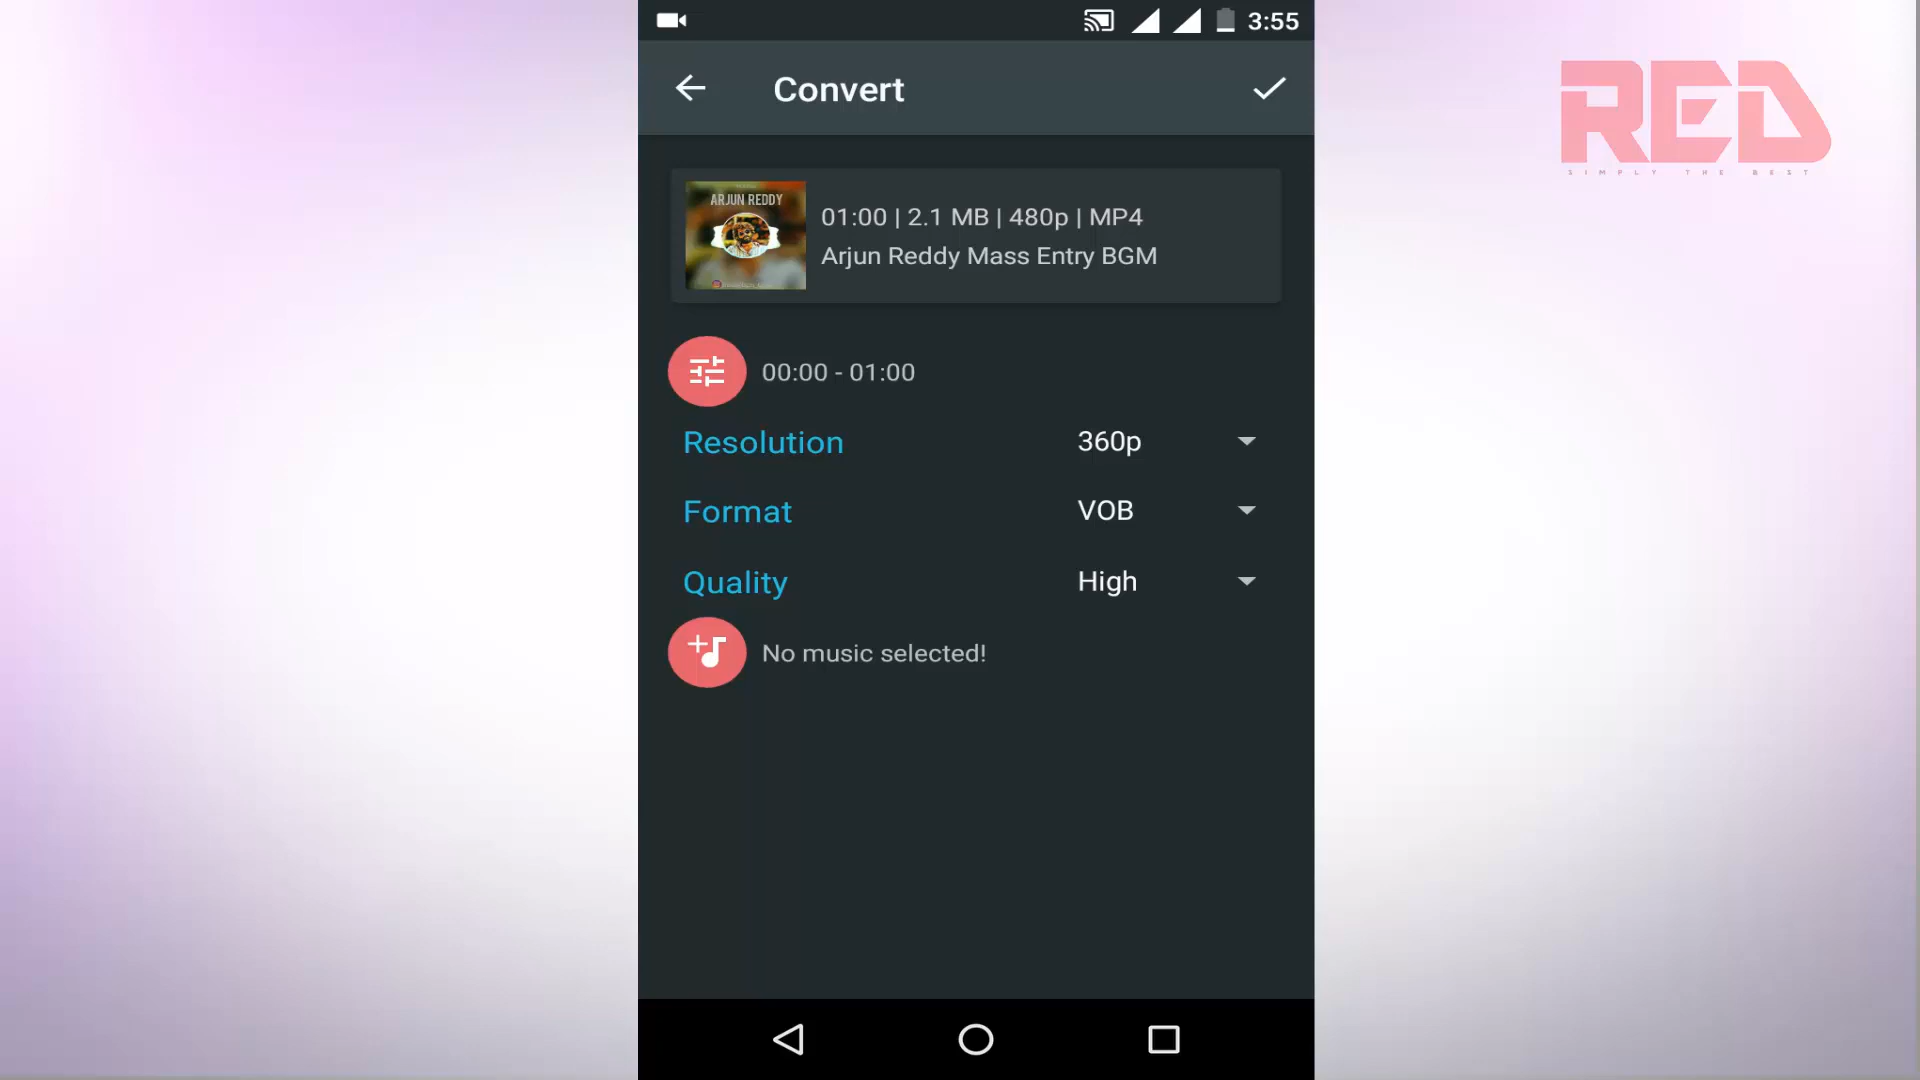 3:55
Convert
RED
SIMPLY THE BEST
ARJUN REDDY
01:00 | 2.1 MB | 480p | MP4
Arjun Reddy Mass Entry BGM
00:00 - 01:00
Resolution 360p
Format VOB
Quality High
No music selected!